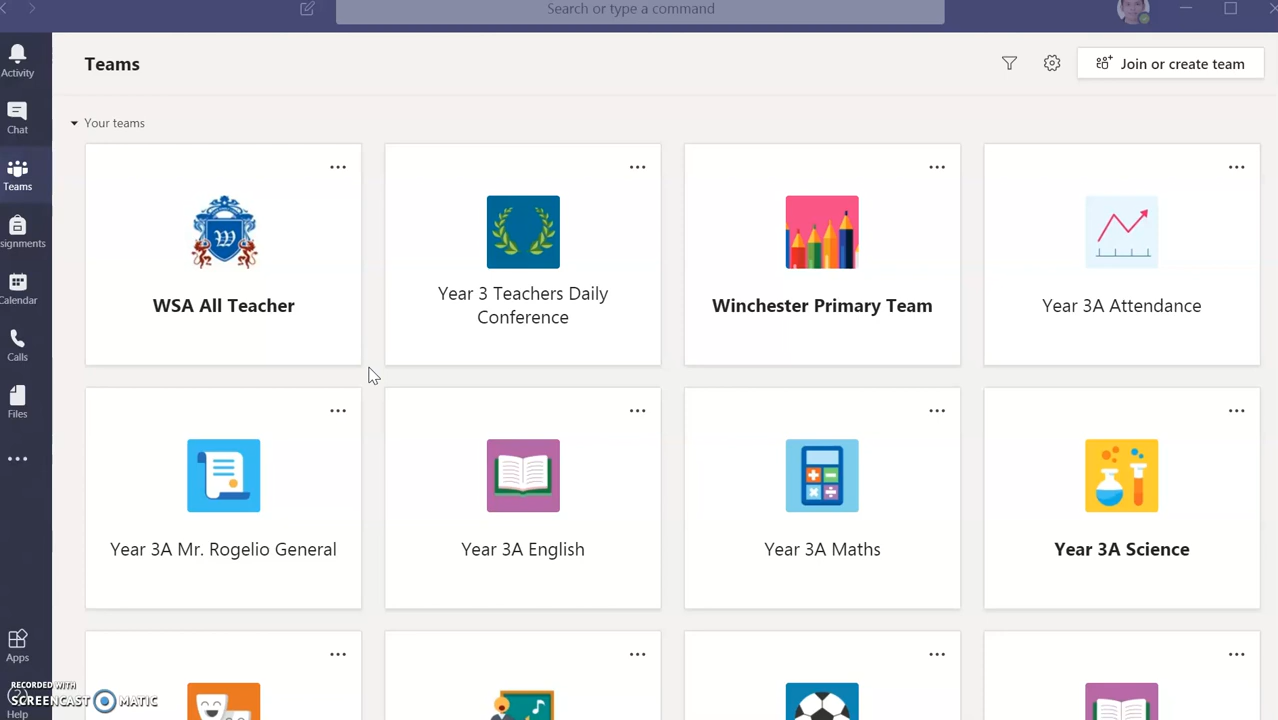 Search or type a command
Activity
Chat
Teams
signments
Calendar
Calls
Files
Apps
Help
Teams
Join or create team
Your teams
WSA All Teacher
Year 3 Teachers Daily
Conference
Winchester Primary Team
Year 3A Attendance
Year 3A Mr. Rogelio General
Year 3A English
Year 3A Maths
Year 3A Science
RECORDED WITH
SCREENCAST MATIC
W